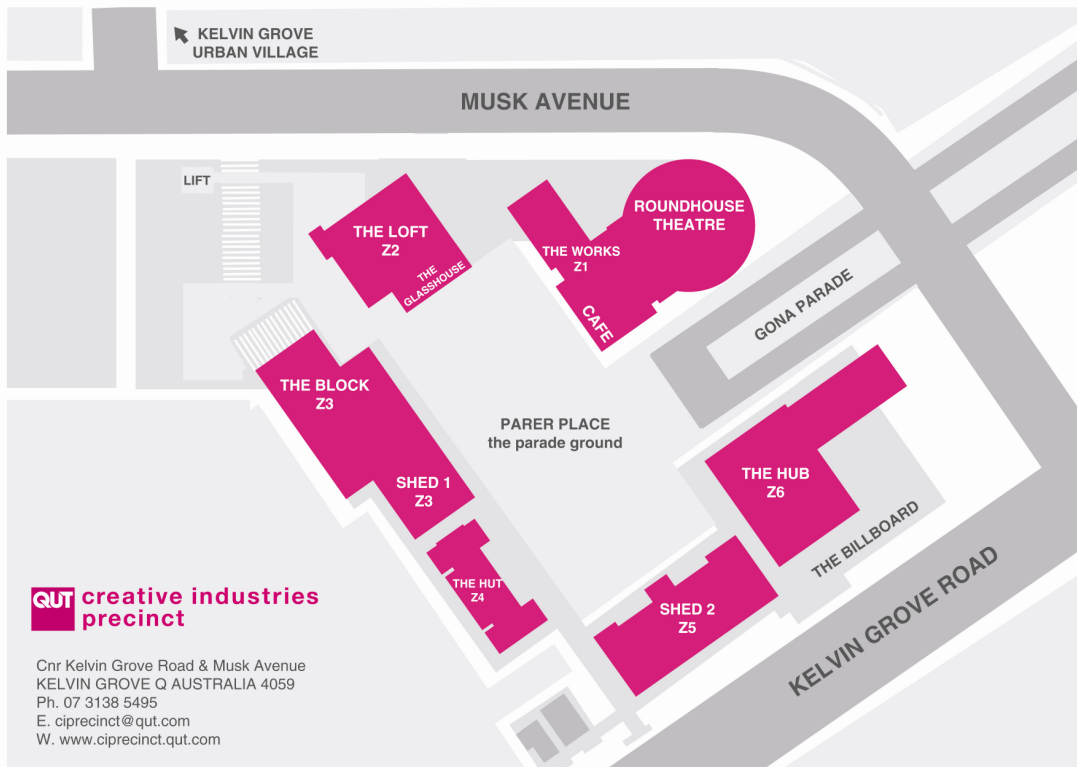 KELVIN GROVE
URBAN VILLAGE
MUSK AVENUE
LIFT
THE LOFT
Z2
THE
GLASSHOUSE
THE WORKS
Z1
ROUNDHOUSE
THEATRE
CAFE
GONA PARADE
THE BLOCK
Z3
PARER PLACE
the parade ground
SHED 1
Z3
THE HUB
Z6
THE BILLBOARD
THE HUT
Z4
SHED 2
Z5
KELVIN GROVE ROAD
QUT creative industries
precinct
Cnr Kelvin Grove Road & Musk Avenue
KELVIN GROVE Q AUSTRALIA 4059
Ph. 07 3138 5495
E. ciprecinct@qut.com
W. www.ciprecinct.qut.com